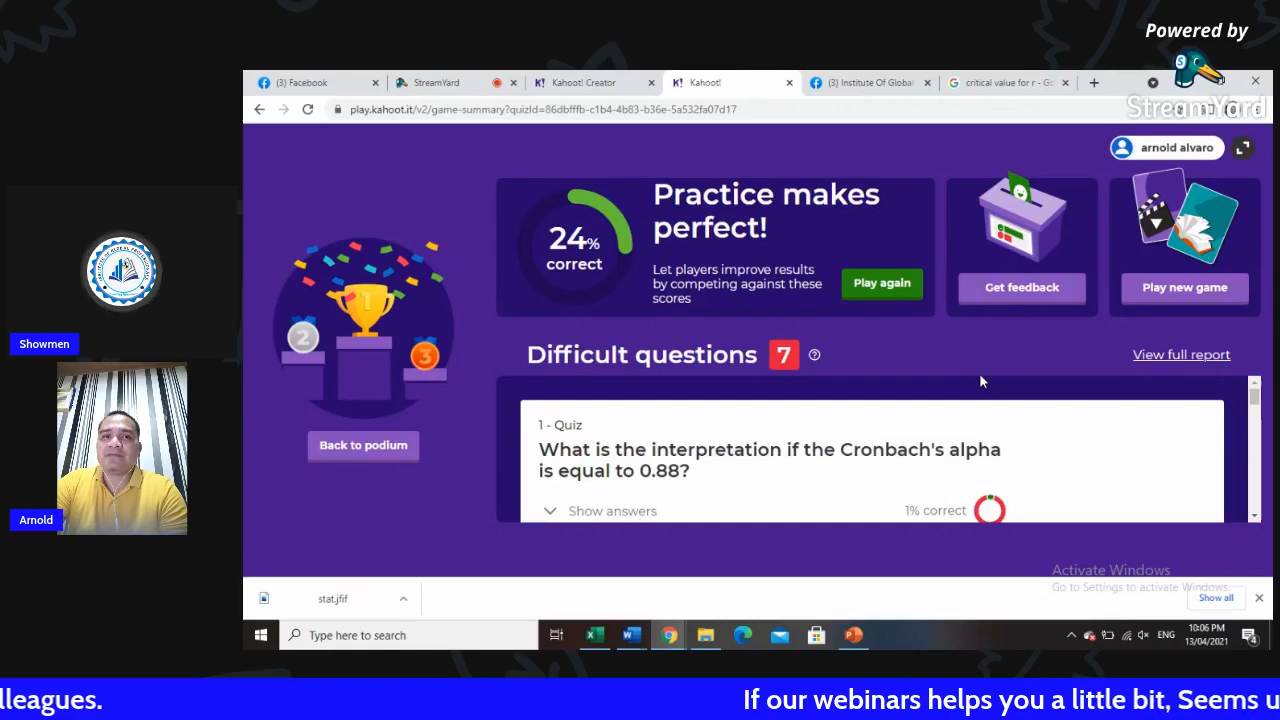 Powered by
StreamYard
(3) Facebook
StreamYard
Kahoot! Creator
Kahoot!
(3) Institute Of Global
critical value for r - Go
play.kahoot.it/v2/game-summary?quizId=86dbfffb-c1b4-4b83-b36e-5a532fa07d17
arnold alvaro
24%
correct
Practice makes
perfect!
Let players improve results
by competing against these
scores
Play again
Get feedback
Play new game
1
2
3
Back to podium
Difficult questions 7
View full report
1 - Quiz
What is the interpretation if the Cronbach's alpha
is equal to 0.88?
Show answers
1% correct
Showmen
Arnold
Activate Windows
Go to Settings to activate Windows.
stat.jfif
Show all
Type here to search
ENG
10:06 PM
13/04/2021
4
lleagues.
If our webinars helps you a little bit, Seems u